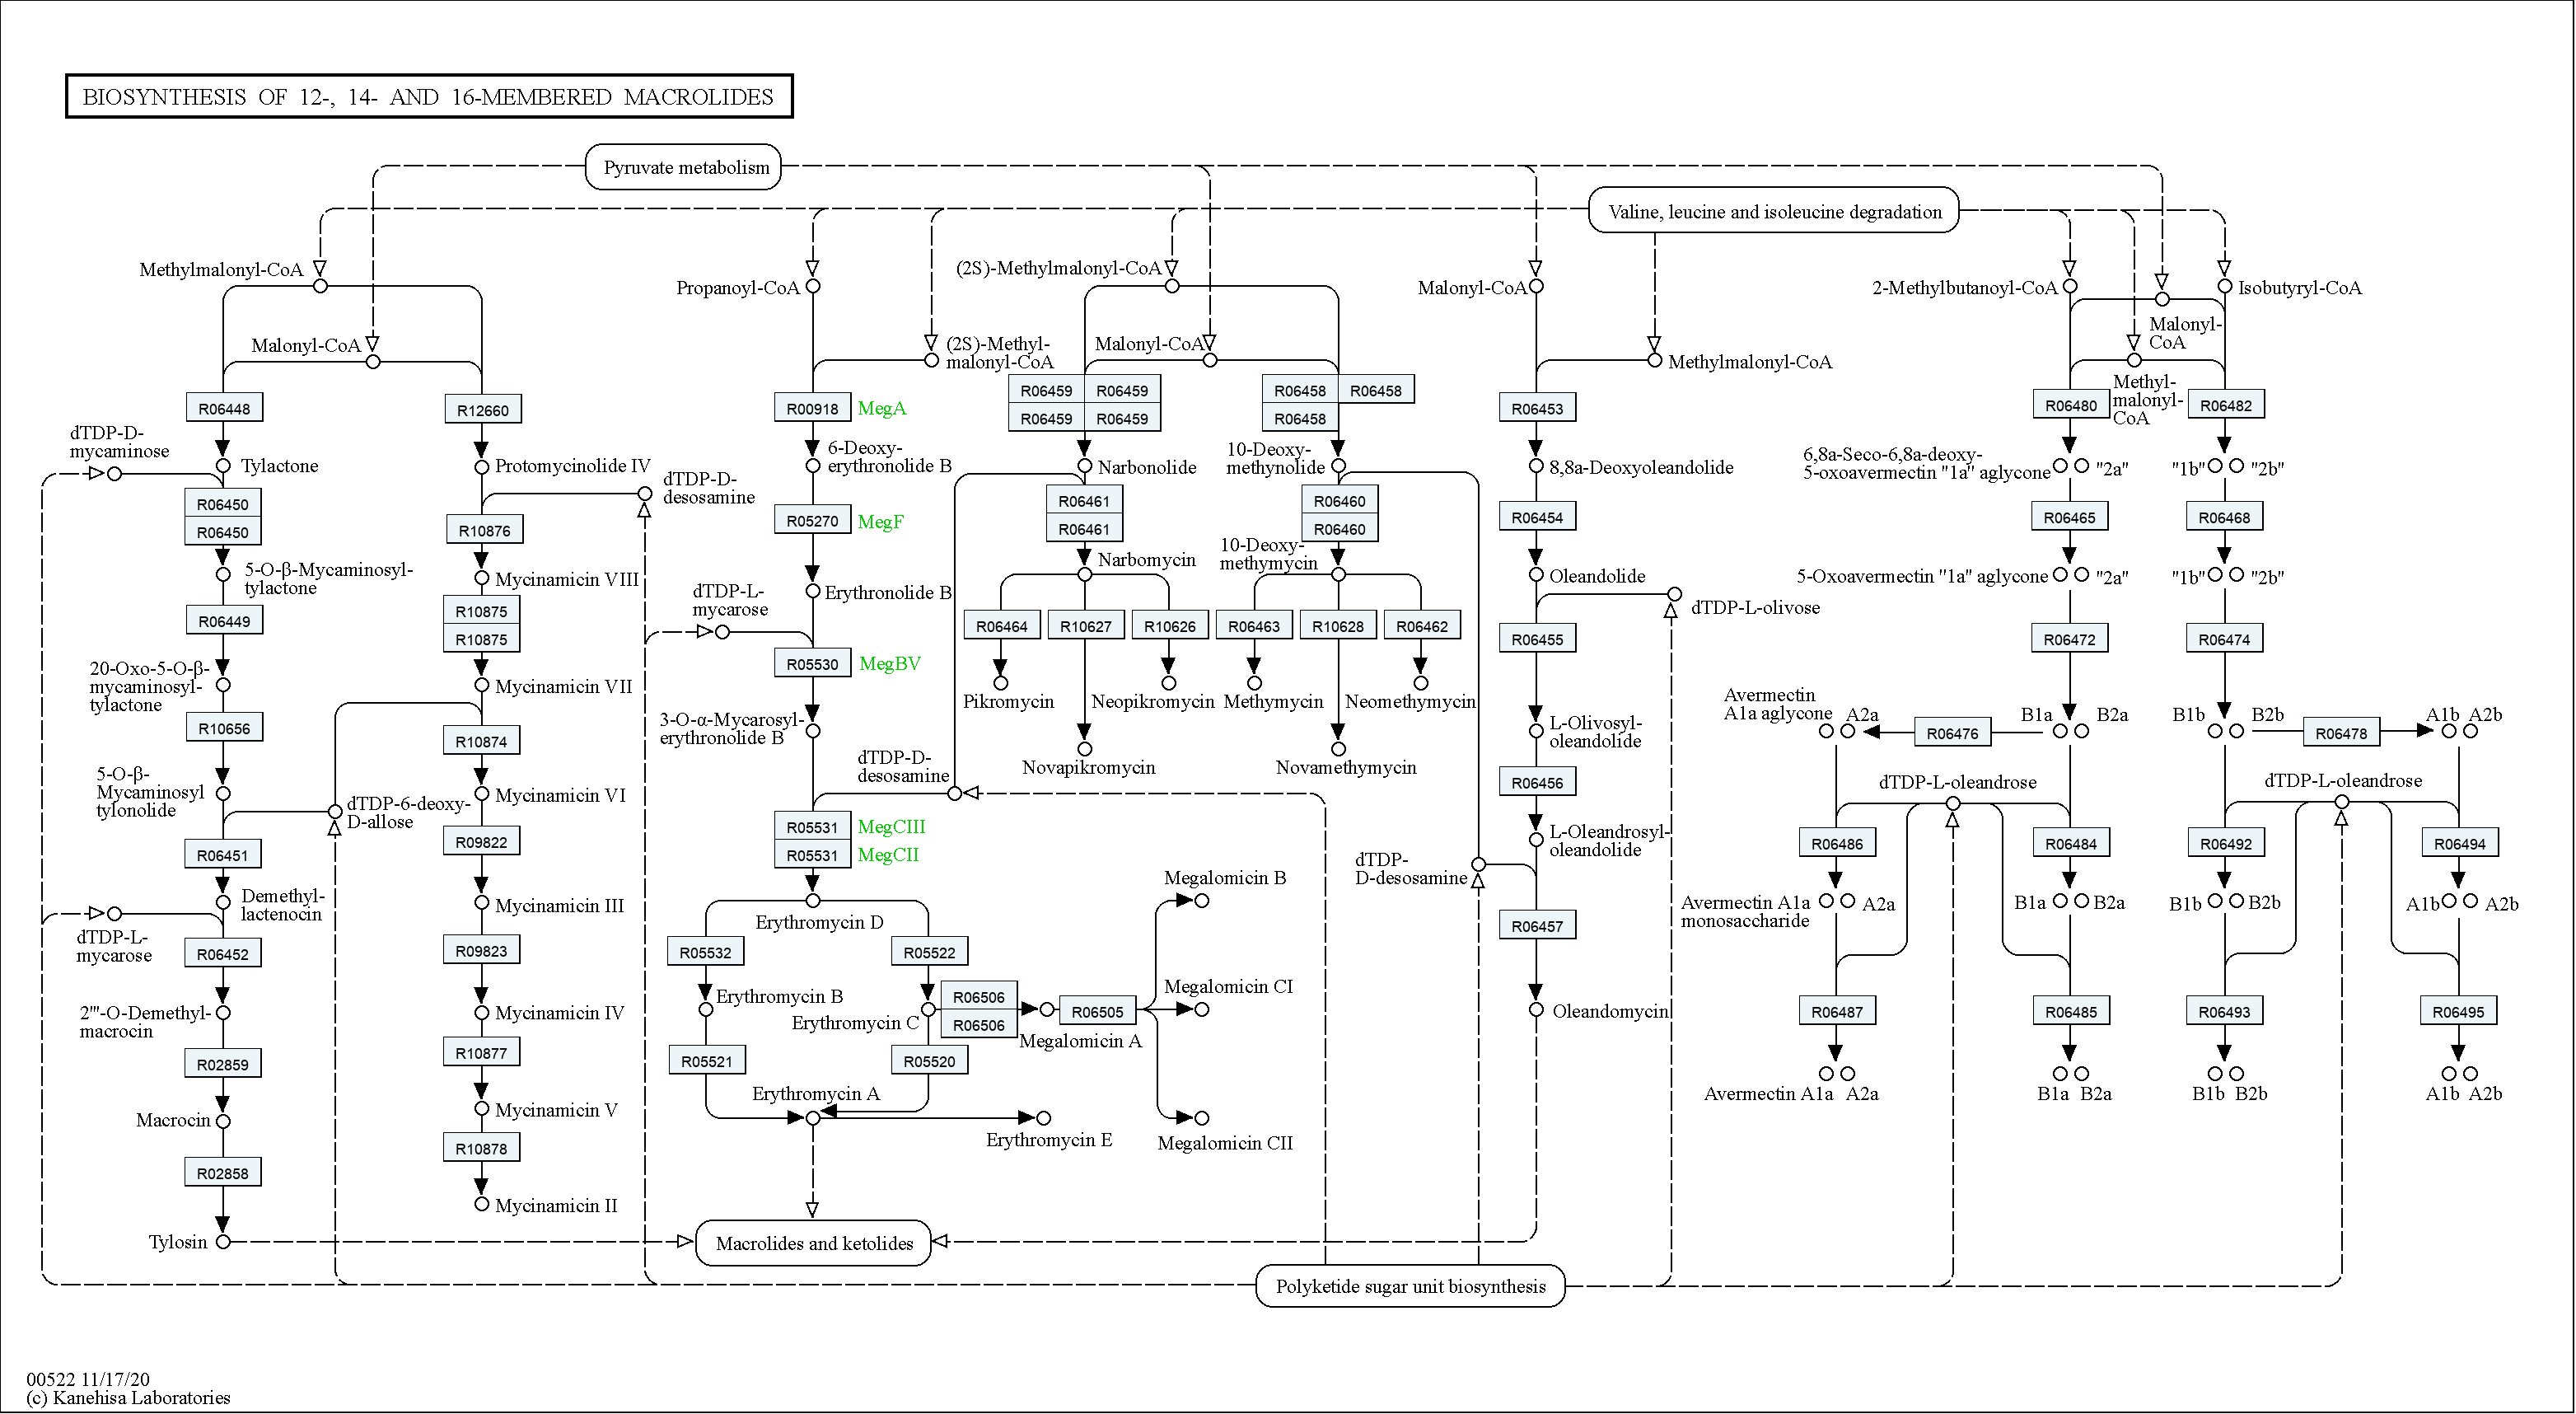 BIOSYNTHESIS OF 12-, 14- AND 16-MEMBERED MACROLIDES
Pyruvate metabolism
Valine, leucine and isoleucine degradation
Methylmalonyl-CoA
Malonyl-CoA
R06448
R12660
dTDP-D-
mycaminose
Tylactone
R06450
R06450
5-O-β-Mycaminosyl-
tylactone
R06449
20-Oxo-5-O-β-
mycaminosyl-
tylactone
R10656
5-O-β-
Mycaminosyl
tylonolide
R06451
Demethyl-
lactenocin
dTDP-L-
mycarose
R06452
2'''-O-Demethyl-
macrocin
R02859
Macrocin
R02858
Tylosin
Protomycinolide IV
dTDP-D-
desosamine
R10876
Mycinamicin VIII
R10875
R10875
Mycinamicin VII
R10874
Mycinamicin VI
dTDP-6-deoxy-
D-allose
R09822
Mycinamicin III
R09823
Mycinamicin IV
R10877
Mycinamicin V
R10878
Mycinamicin II
Propanoyl-CoA
(2S)-Methyl-
malonyl-CoA
R00918 MegA
6-Deoxy-
erythronolide B
R05270 MegF
Erythronolide B
dTDP-L-
mycarose
R05530 MegBV
3-O-α-Mycarosyl-
erythronolide B
dTDP-D-
desosamine
R05531 MegCIII
R05531 MegCII
Erythromycin D
R05532
R05522
Erythromycin B
Erythromycin C
R06506
R06506
Megalomicin A
R06505
Megalomicin B
Megalomicin CI
Megalomicin CII
R05521
R05520
Erythromycin A
Erythromycin E
Macrolides and ketolides
(2S)-Methylmalonyl-CoA
Malonyl-CoA
R06459 R06459
R06459 R06459
R06458 R06458
R06458
Narbonolide
10-Deoxy-
methynolide
R06461
R06461
R06460
R06460
Narbomycin
10-Deoxy-
methymycin
R06464
R10627
R10626
R06463
R10628
R06462
Pikromycin
Neopikromycin
Methymycin
Neomethymycin
Novapikromycin
Novamethymycin
Malonyl-CoA
Methylmalonyl-CoA
R06453
8,8a-Deoxyoleandolide
R06454
Oleandolide
dTDP-L-olivose
R06455
L-Olivosyl-
oleandolide
R06456
L-Oleandrosyl-
oleandolide
dTDP-
D-desosamine
R06457
Oleandomycin
Polyketide sugar unit biosynthesis
2-Methylbutanoyl-CoA
Isobutyryl-CoA
Malonyl-
CoA
Methyl-
malonyl-
CoA
R06480
R06482
6,8a-Seco-6,8a-deoxy-
5-oxoavermectin "1a" aglycone "2a" "1b" "2b"
R06465
R06468
5-Oxoavermectin "1a" aglycone "2a" "1b" "2b"
R06472
R06474
Avermectin
A1a aglycone A2a
R06476
B1a B2a
B1b B2b
R06478
A1b A2b
dTDP-L-oleandrose
dTDP-L-oleandrose
R06486
R06484
R06492
R06494
Avermectin A1a
monosaccharide
A2a
B1a B2a
B1b B2b
A1b A2b
R06487
R06485
R06493
R06495
Avermectin A1a A2a
B1a B2a
B1b B2b
A1b A2b
00522 11/17/20
(c) Kanehisa Laboratories